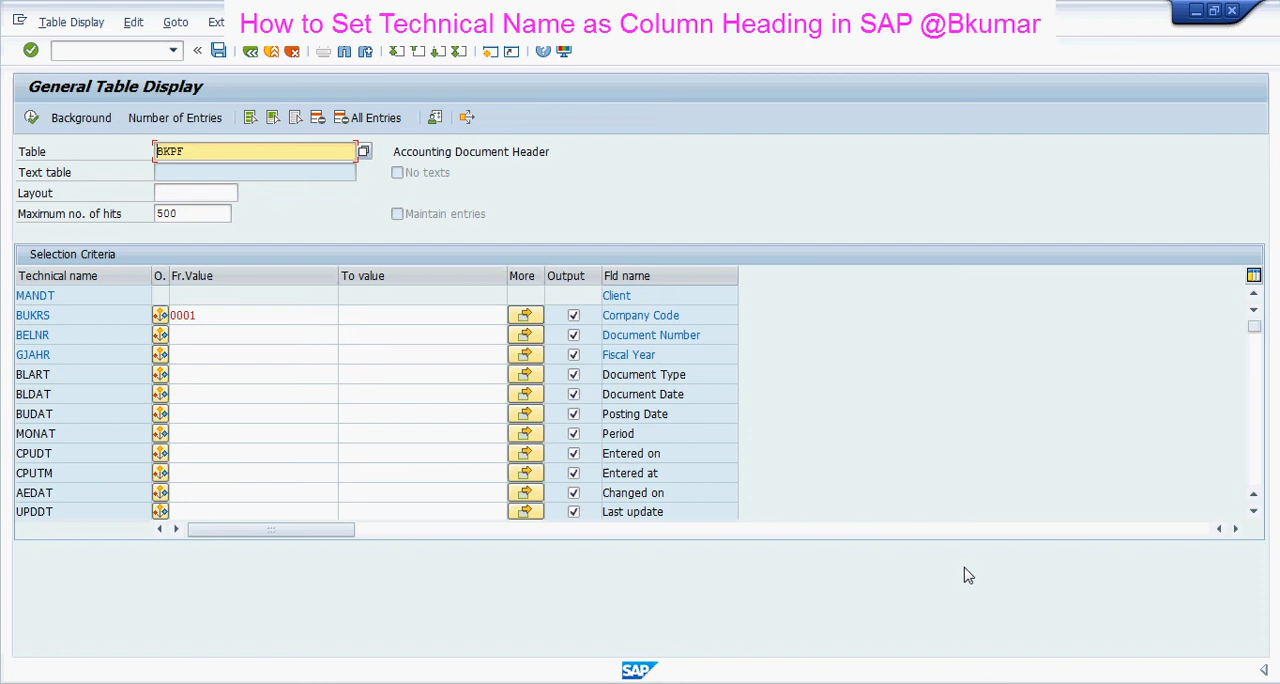 How to Set Technical Name as Column Heading in SAP @Bkumar
Table Display Edit Goto Ext
General Table Display
Background Number of Entries All Entries
Table BKPF Accounting Document Header
Text table No texts
Layout
Maximum no. of hits 500 Maintain entries
Selection Criteria
Technical name O. Fr.Value To value More Output Fld name
MANDT Client
BUKRS 0001 Company Code
BELNR Document Number
GJAHR Fiscal Year
BLART Document Type
BLDAT Document Date
BUDAT Posting Date
MONAT Period
CPUDT Entered on
CPUTM Entered at
AEDAT Changed on
UPDDT Last update
SAP